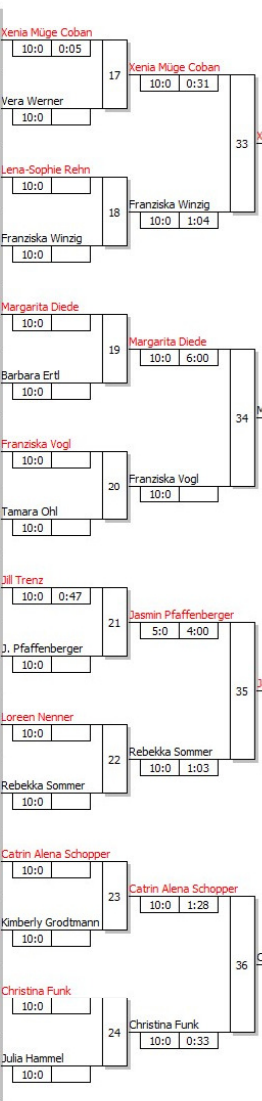 Xenia Müge Coban
10:0 0:05
17
Vera Werner
10:0
Xenia Müge Coban
10:0 0:31
33
X
Lena-Sophie Rehn
10:0
18
Franziska Winzig
10:0
Franziska Winzig
10:0 1:04
Margarita Diede
10:0
19
Barbara Ertl
10:0
Margarita Diede
10:0 6:00
34
M
Franziska Vogl
10:0
20
Tamara Ohl
10:0
Franziska Vogl
10:0
Jill Trenz
10:0 0:47
21
J. Pfaffenberger
10:0
Jasmin Pfaffenberger
5:0 4:00
35
J
Loreen Nenner
10:0
22
Rebekka Sommer
10:0
Rebekka Sommer
10:0 1:03
Catrin Alena Schopper
10:0
23
Kimberly Grodtmann
10:0
Catrin Alena Schopper
10:0 1:28
36
C
Christina Funk
10:0
24
Julia Hammel
10:0
Christina Funk
10:0 0:33